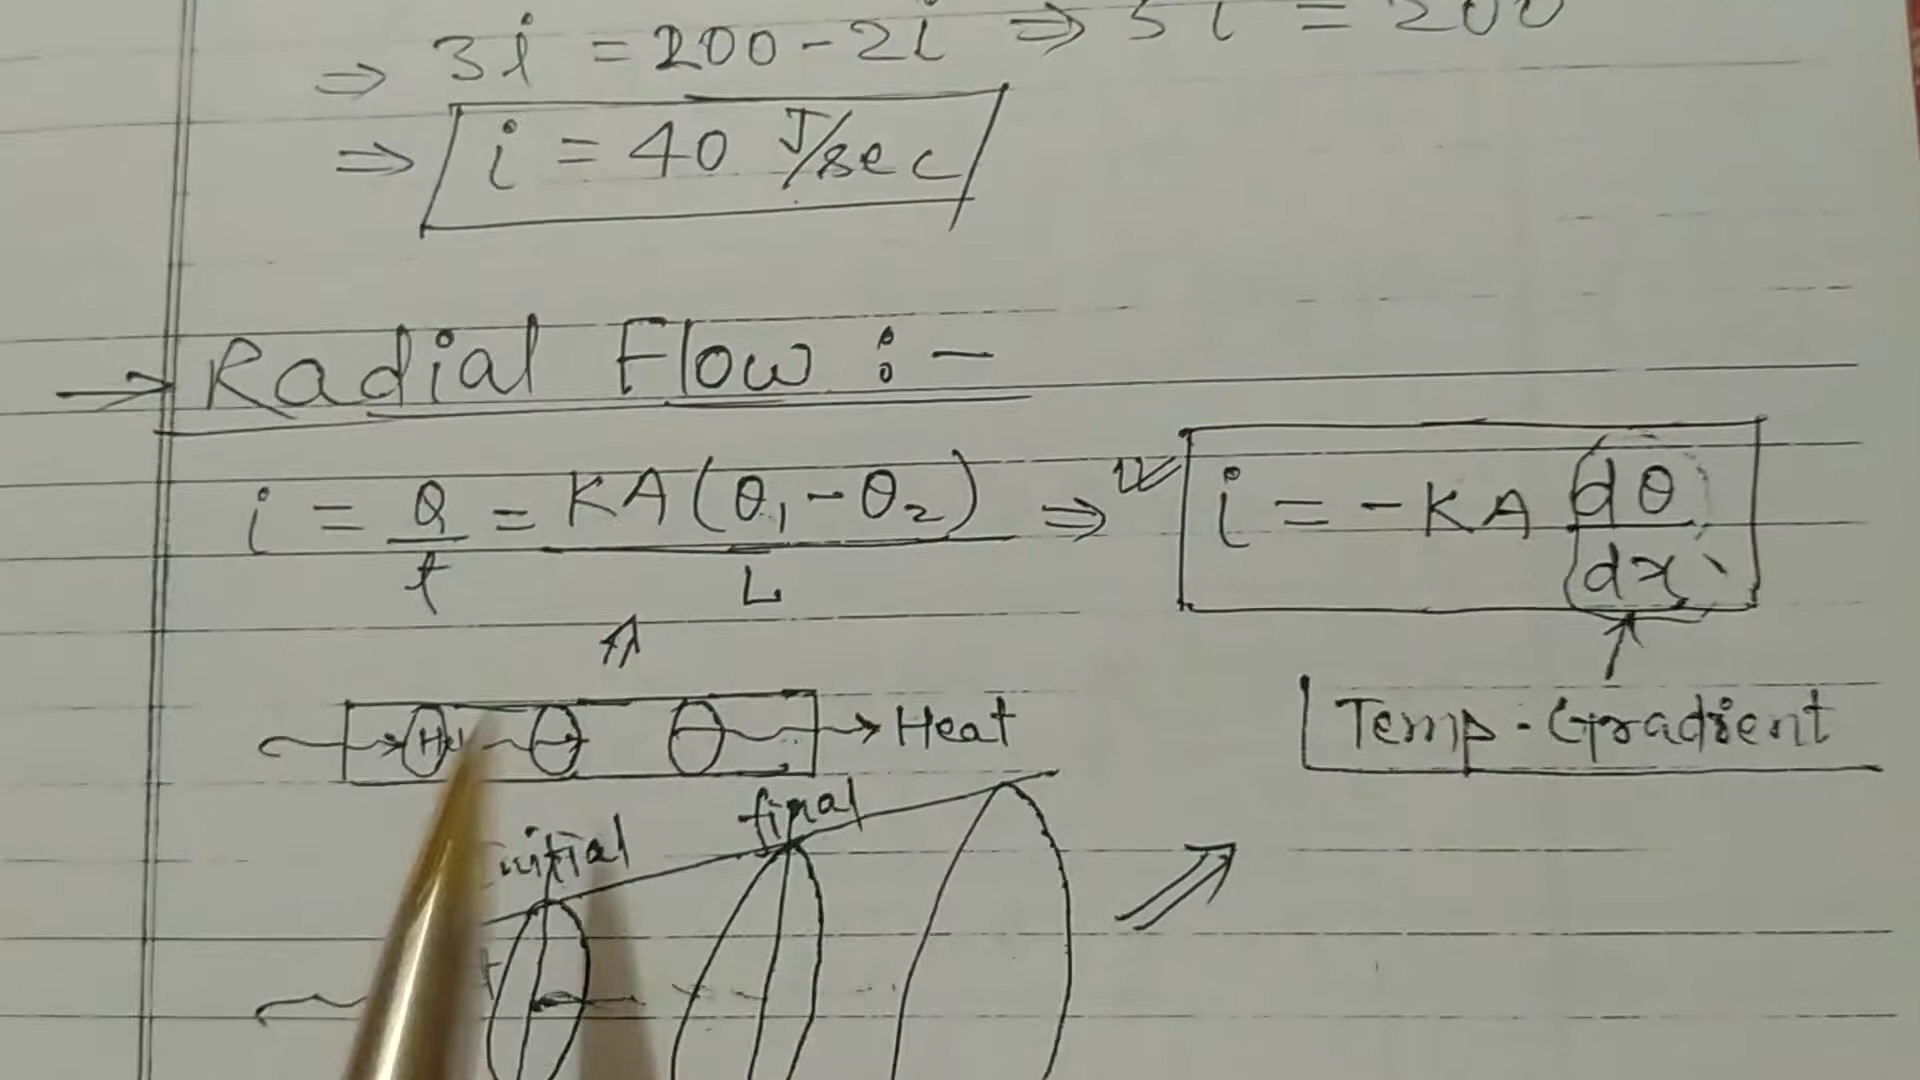 ⇒ 3i = 200 - 2i ⇒ 5i = 200
⇒ i = 40 J/sec
→ Radial Flow :-
i = Q/t = KA(θ₁-θ₂)/L ⇒ i = -KA dθ/dx
Heat
Temp. Gradient
final